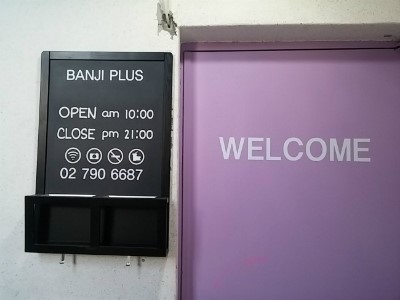 BANJI PLUS
OPEN am 10:00
CLOSE pm 21:00
02 790 6687
WELCOME